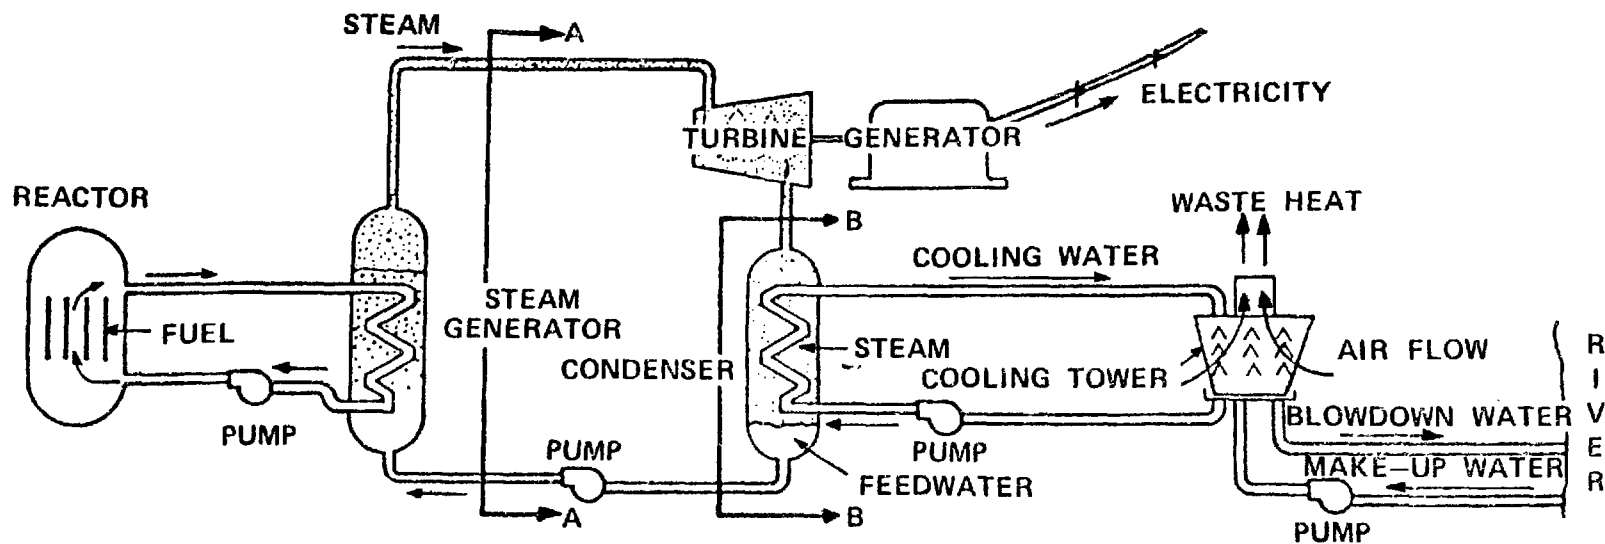 STEAM
A
ELECTRICITY
TURBINE
GENERATOR
REACTOR
WASTE HEAT
B
COOLING WATER
STEAM
GENERATOR
FUEL
CONDENSER
STEAM
COOLING TOWER
AIR FLOW
RIVER
BLOWDOWN WATER
PUMP
PUMP
PUMP
MAKE-UP WATER
FEEDWATER
A
B
PUMP